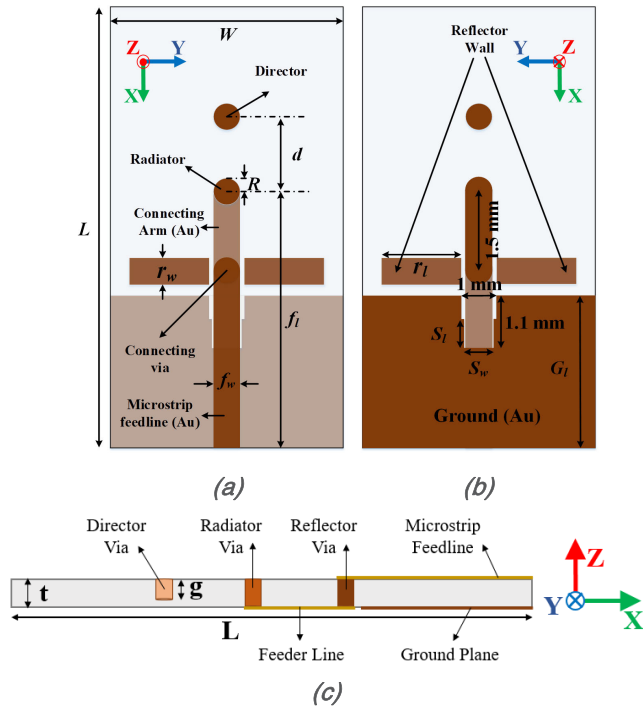 W
Z
Y
X
Director
d
Radiator
R
Connecting
Arm (Au)
L
r_w
f_l
Connecting
via
f_w
Microstrip
feedline (Au)
(a)
Reflector
Wall
Y
Z
X
1.5 mm
r_l
1 mm
S_l
1.1 mm
S_w
G_l
Ground (Au)
(b)
Director
Via
Radiator
Via
Reflector
Via
Microstrip
Feedline
t
g
L
Feeder Line
Ground Plane
Z
Y
X
(c)